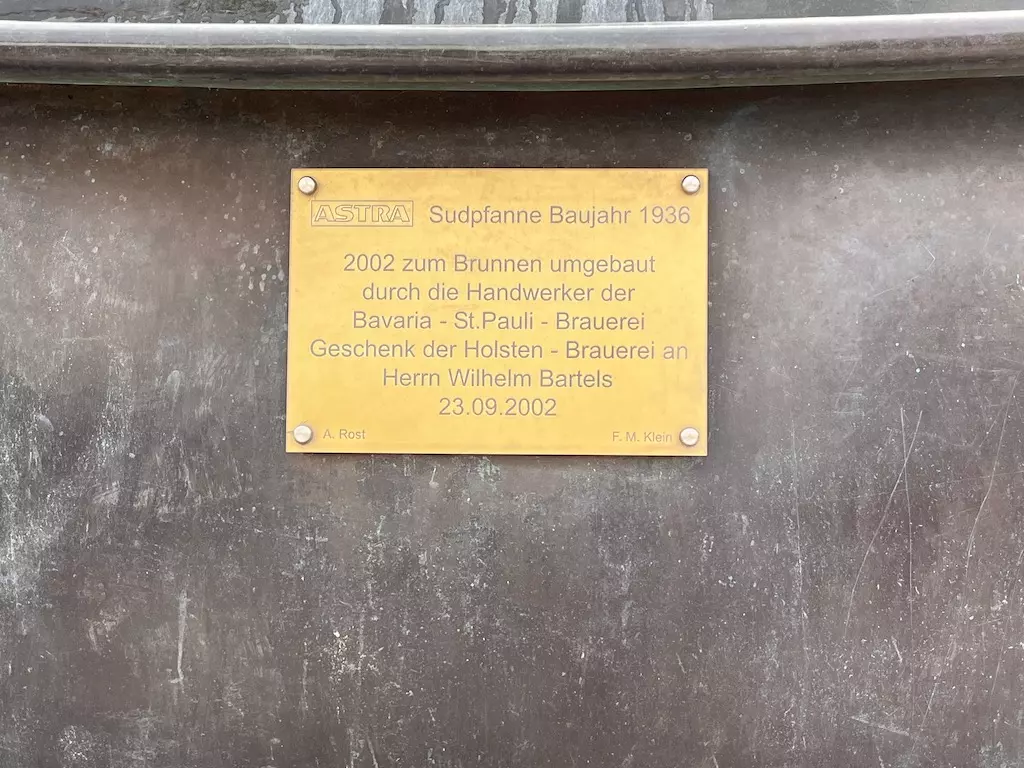 ASTRA Sudpfanne Baujahr 1936
2002 zum Brunnen umgebaut
durch die Handwerker der
Bavaria - St.Pauli - Brauerei
Geschenk der Holsten - Brauerei an
Herrn Wilhelm Bartels
23.09.2002
A. Rost F. M. Klein